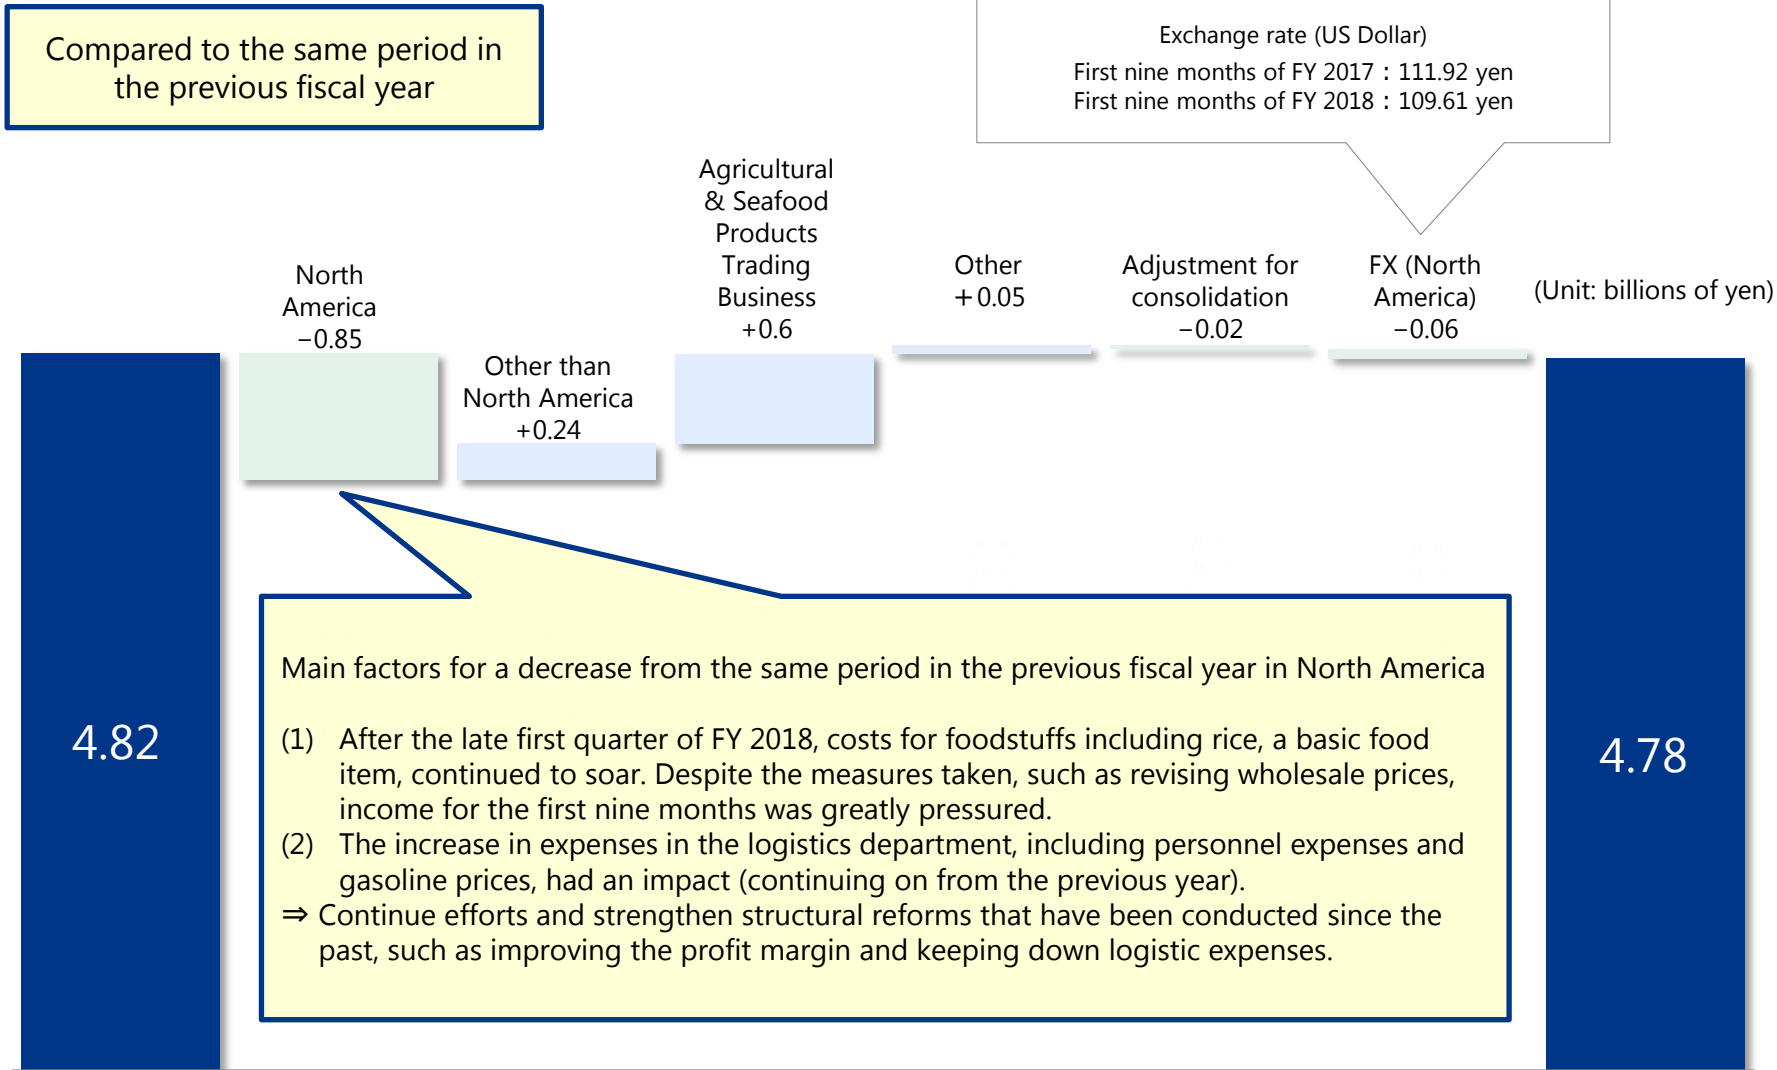 Compared to the same period in
the previous fiscal year
Exchange rate (US Dollar)
First nine months of FY 2017：111.92 yen
First nine months of FY 2018：109.61 yen
North
America
−0.85
Other than
North America
+0.24
Agricultural
& Seafood
Products
Trading
Business
+0.6
Other
＋0.05
Adjustment for
consolidation
−0.02
FX (North
America)
−0.06
(Unit: billions of yen)
4.82
Main factors for a decrease from the same period in the previous fiscal year in North America
(1) After the late first quarter of FY 2018, costs for foodstuffs including rice, a basic food
item, continued to soar. Despite the measures taken, such as revising wholesale prices,
income for the first nine months was greatly pressured.
(2) The increase in expenses in the logistics department, including personnel expenses and
gasoline prices, had an impact (continuing on from the previous year).
⇒ Continue efforts and strengthen structural reforms that have been conducted since the
past, such as improving the profit margin and keeping down logistic expenses.
4.78